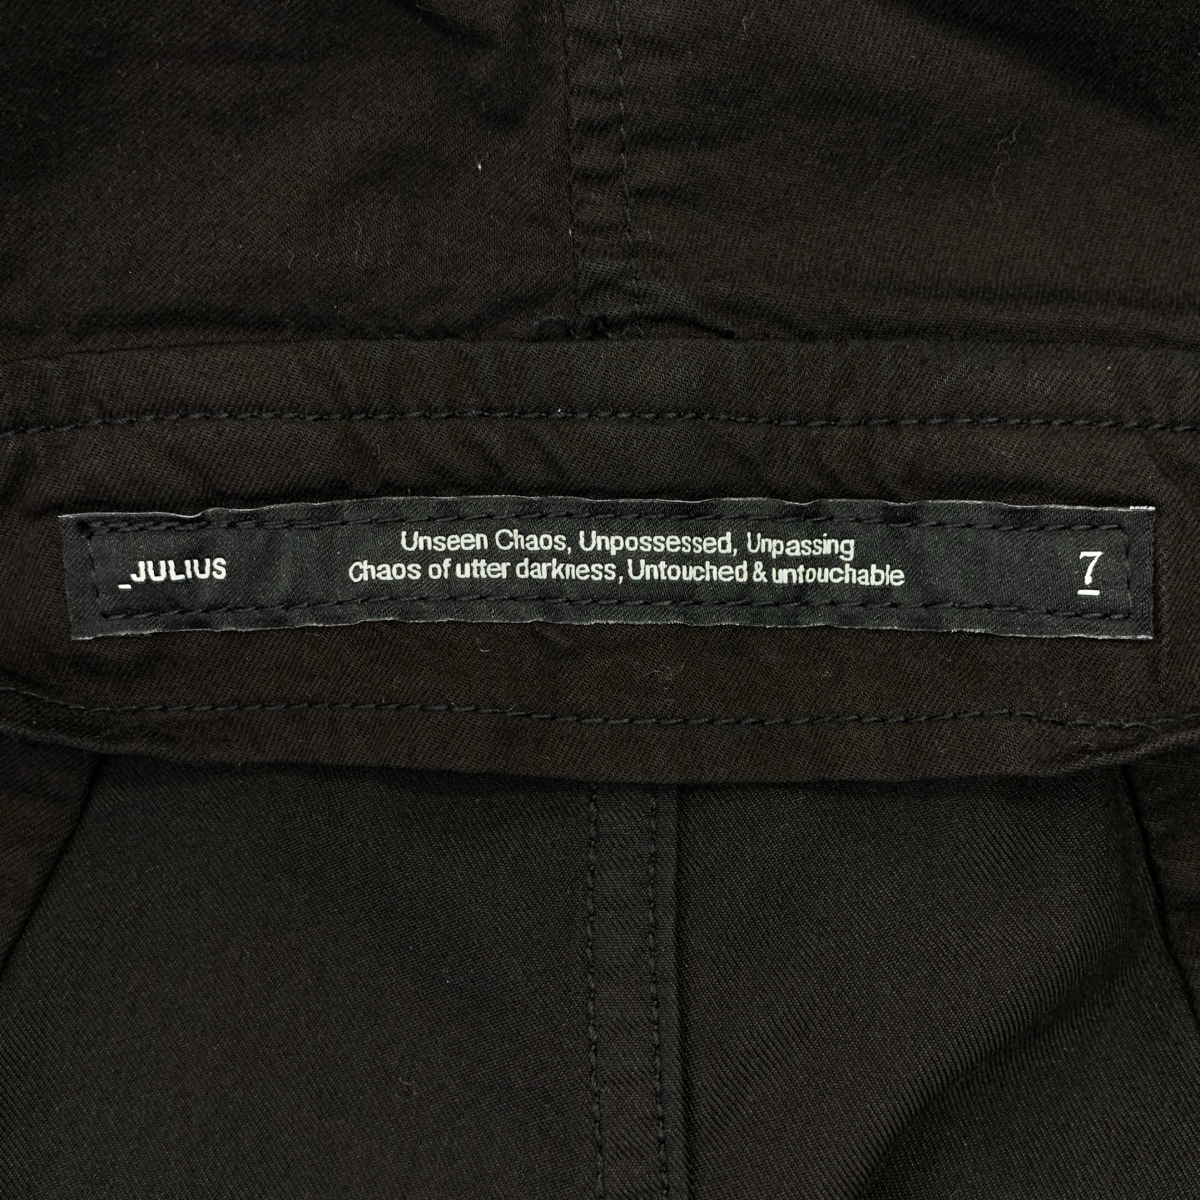 _JULIUS
Unseen Chaos, Unpossessed, Unpassing
Chaos of utter darkness, Untouched & untouchable
7